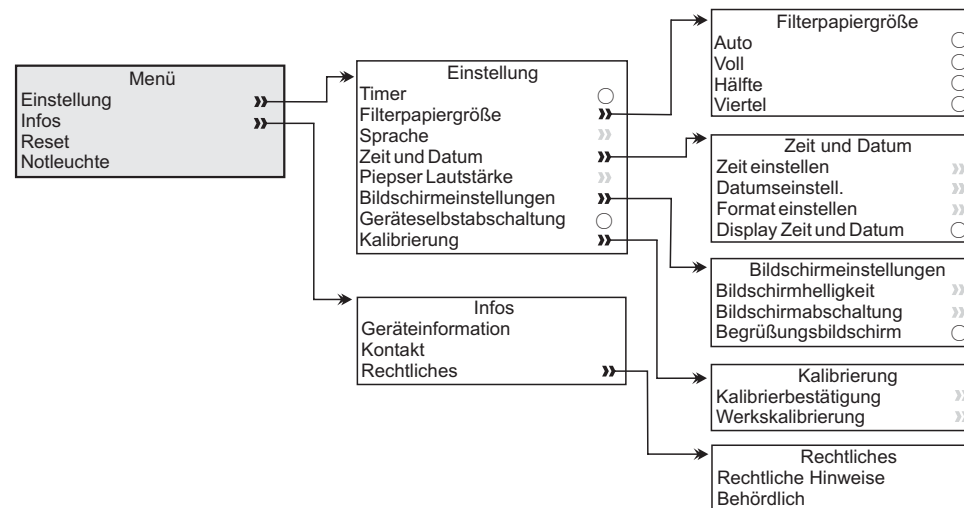 Menü
Einstellung
Infos
Reset
Notleuchte
Einstellung
Timer
Filterpapiergröße
Sprache
Zeit und Datum
Piepser Lautstärke
Bildschirmeinstellungen
Geräteselbstabschaltung
Kalibrierung
Infos
Geräteinformation
Kontakt
Rechtliches
Filterpapiergröße
Auto
Voll
Hälfte
Viertel
Zeit und Datum
Zeit einstellen
Datumseinstell.
Format einstellen
Display Zeit und Datum
Bildschirmeinstellungen
Bildschirmhelligkeit
Bildschirmabschaltung
Begrüßungsbildschirm
Kalibrierung
Kalibrierbestätigung
Werkskalibrierung
Rechtliches
Rechtliche Hinweise
Behördlich